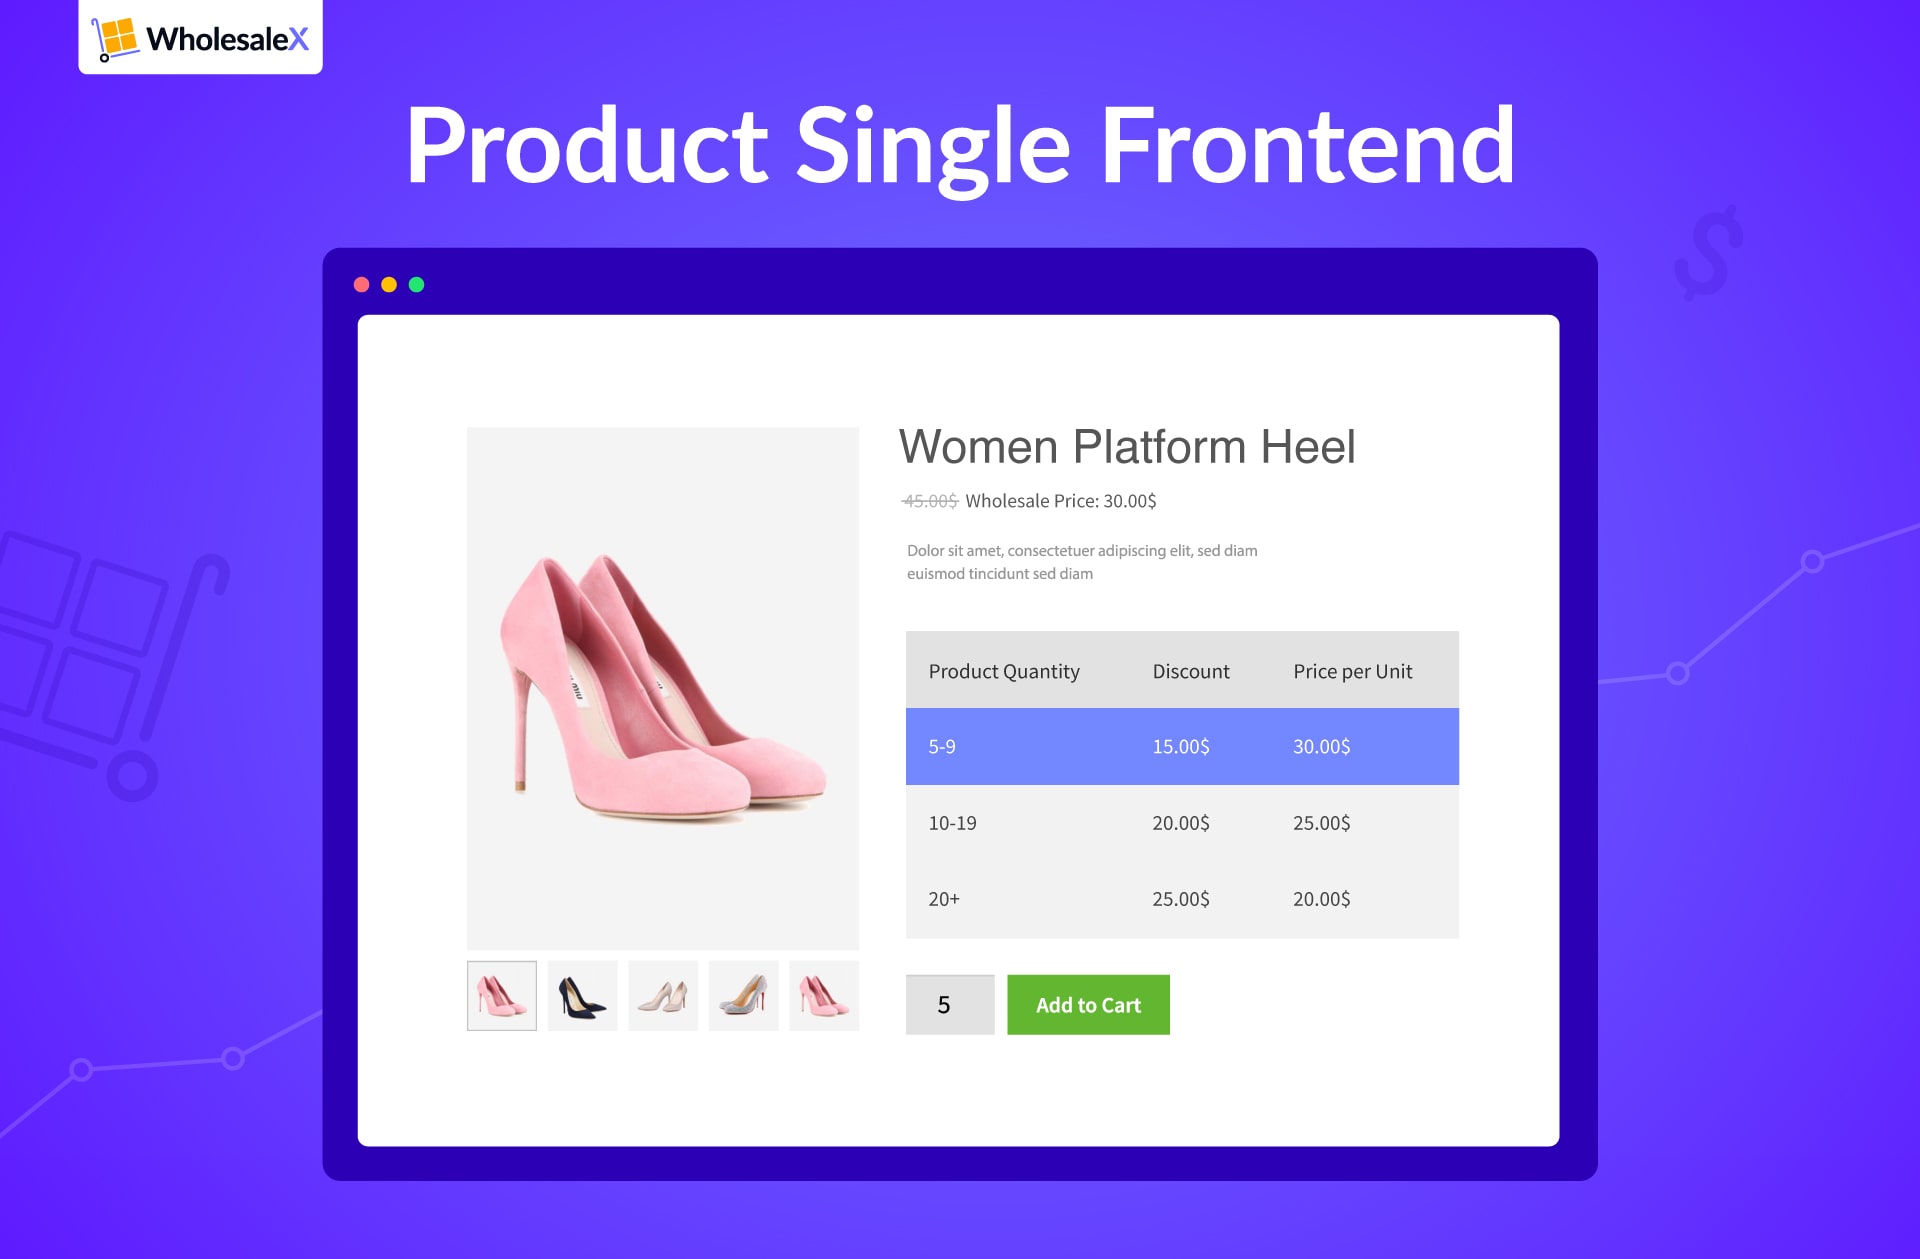 WholesaleX
Product Single Frontend
Women Platform Heel
45.00$ Wholesale Price: 30.00$
Dolor sit amet, consectetuer adipiscing elit, sed diam
euismod tincidunt sed diam
Product Quantity Discount Price per Unit
5-9 15.00$ 30.00$
10-19 20.00$ 25.00$
20+ 25.00$ 20.00$
5 Add to Cart